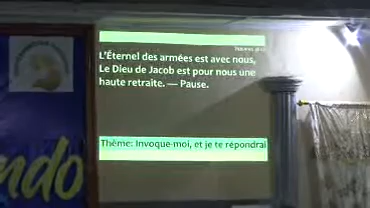 L'Éternel des armées est avec nous,
Le Dieu de Jacob est pour nous une
haute retraite. — Pause.
Thème: Invoque-moi, et je te répondrai
ndo